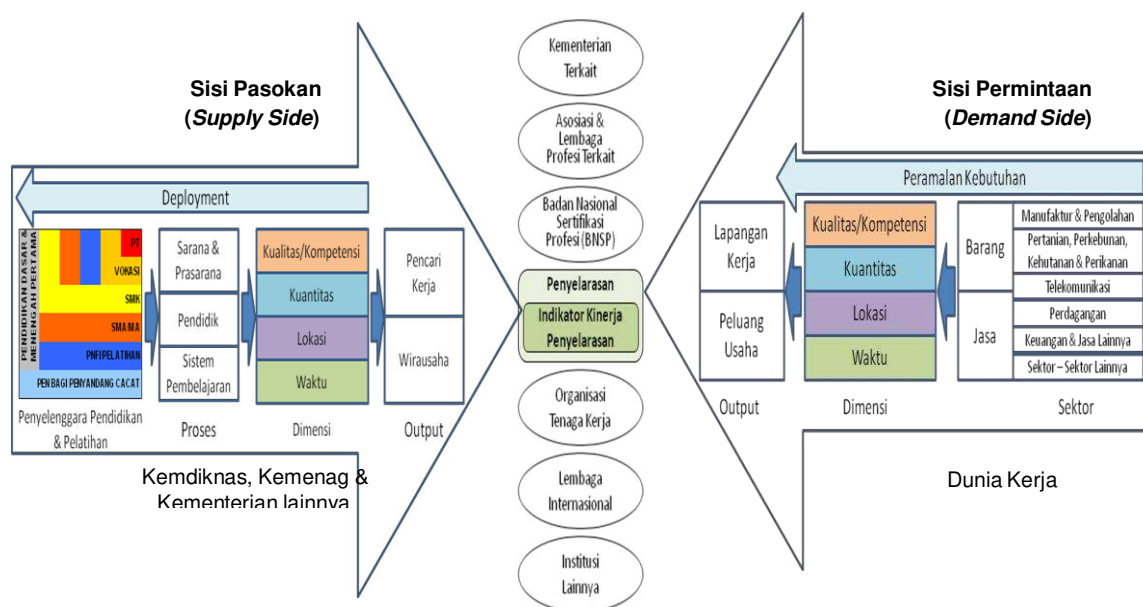 Sisi Pasokan
(Supply Side)
Deployment
PENDIDIKAN DASAR &
MENENGAH PERTAMA
PT
VOKASI
SMK
SMA/MA
PNFI/PELATIHAN
PEN BAGI PENYANDANG CACAT
Penyelenggara Pendidikan
& Pelatihan
Sarana &
Prasarana
Pendidik
Sistem
Pembelajaran
Proses
Kualitas/Kompetensi
Kuantitas
Lokasi
Waktu
Dimensi
Pencari
Kerja
Wirausaha
Output
Kemdiknas, Kemenag &
Kementerian lainnya
Kementerian
Terkait
Asosiasi &
Lembaga
Profesi Terkait
Badan Nasional
Sertifikasi
Profesi (BNSP)
Penyelarasan
Indikator Kinerja
Penyelarasan
Organisasi
Tenaga Kerja
Lembaga
Internasional
Institusi
Lainnya
Sisi Permintaan
(Demand Side)
Peramalan Kebutuhan
Lapangan
Kerja
Peluang
Usaha
Output
Kualitas/Kompetensi
Kuantitas
Lokasi
Waktu
Dimensi
Barang
Jasa
Manufaktur & Pengolahan
Pertanian, Perkebunan,
Kehutanan & Perikanan
Telekomunikasi
Perdagangan
Keuangan & Jasa Lainnya
Sektor – Sektor Lainnya
Sektor
Dunia Kerja